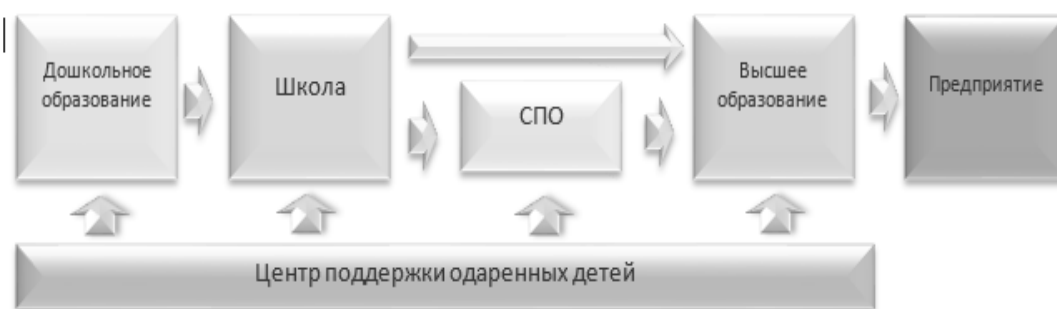 Дошкольное
образование
Школа
СПО
Высшее
образование
Предприятие
Центр поддержки одаренных детей